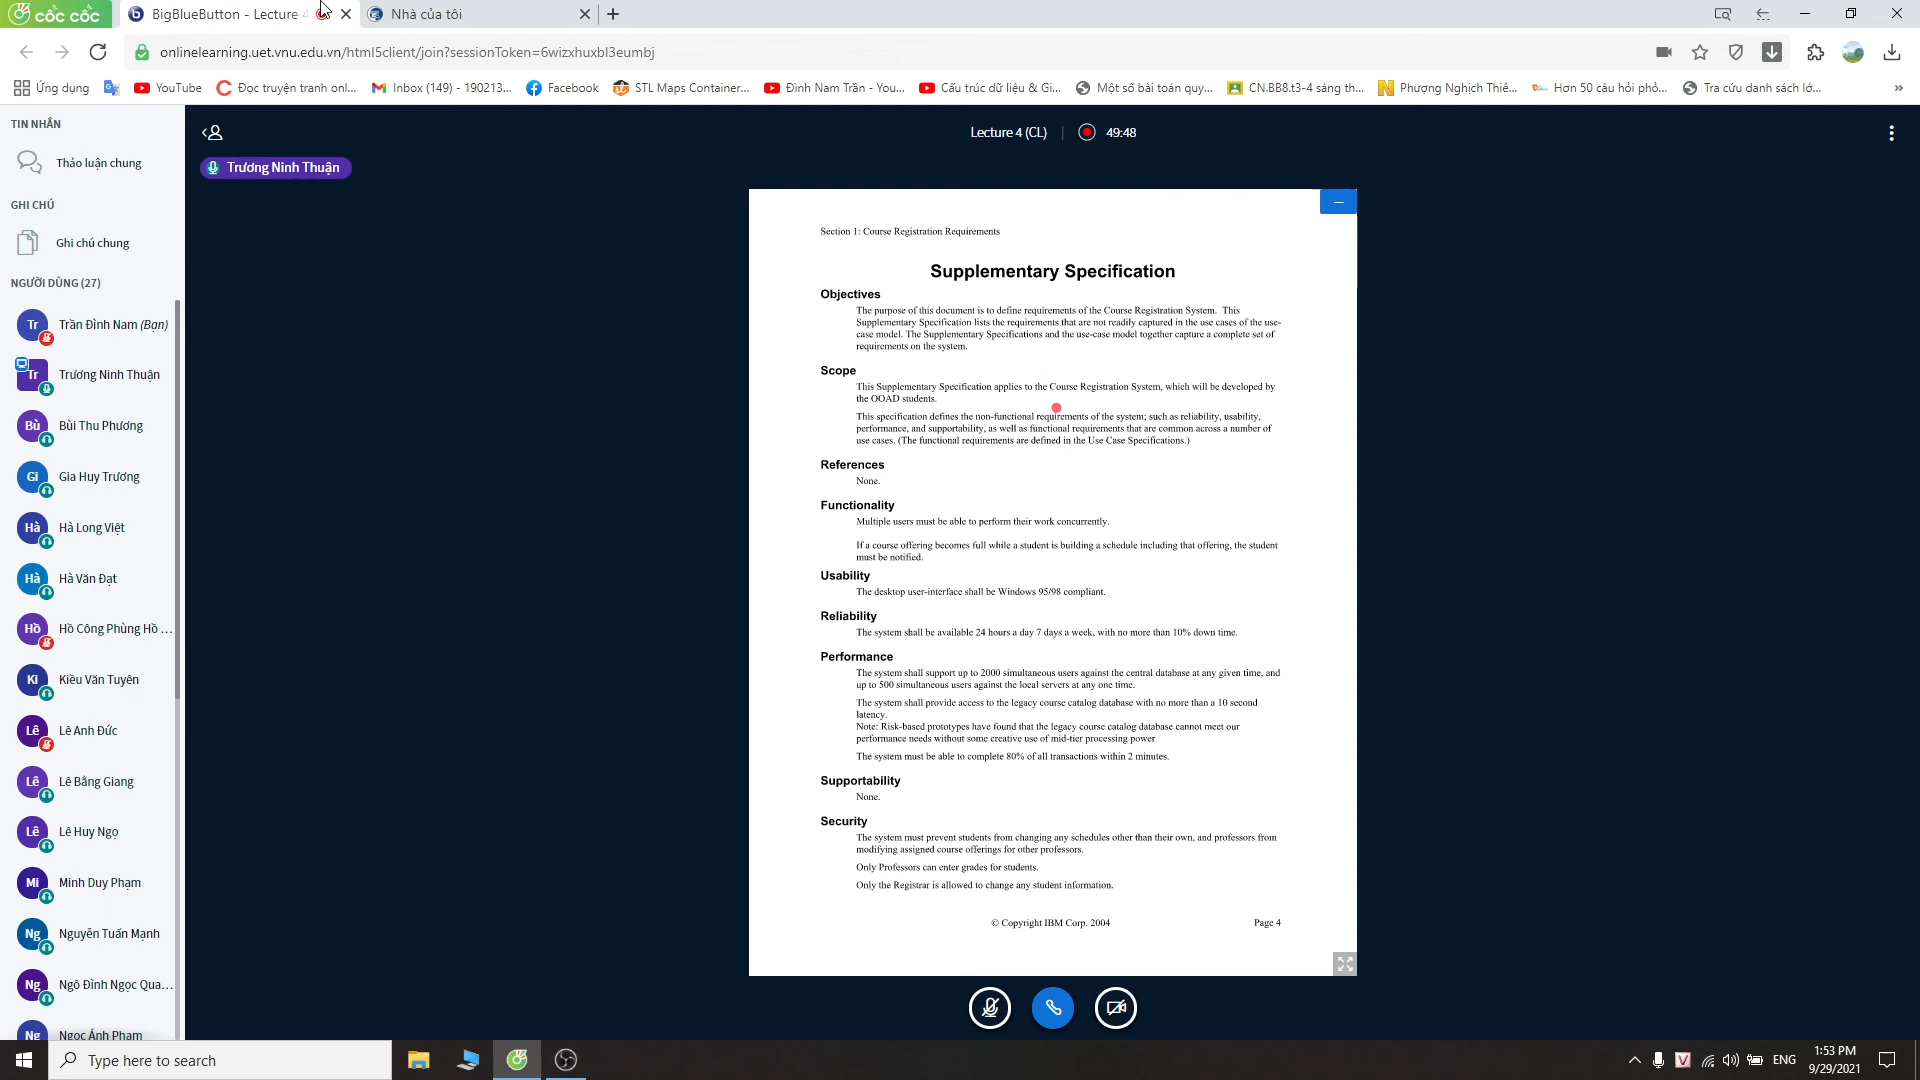 cốc cốc
BigBlueButton - Lecture
Nhà của tôi
onlinelearning.uet.vnu.edu.vn/html5client/join?sessionToken=6wizxhuxbl3eumbj
Ứng dụng
YouTube
Đọc truyện tranh onl...
Inbox (149) - 190213...
Facebook
STL Maps Container...
Đình Nam Trần - You...
Cấu trúc dữ liệu & Gi...
Một số bài toán quy...
CN.BB8.t3-4 sáng th...
Phượng Nghịch Thiê...
Hơn 50 câu hỏi phỏ...
Tra cứu danh sách lớ...
»
TIN NHẮN
Thảo luận chung
GHI CHÚ
Ghi chú chung
NGƯỜI DÙNG (27)
Tr Trần Đình Nam (Bạn)
Tr Trương Ninh Thuận
Bù Bùi Thu Phương
Gi Gia Huy Trương
Hà Hà Long Việt
Hà Hà Văn Đạt
Hồ Hồ Công Phùng Hồ ...
Ki Kiều Văn Tuyên
Lê Lê Anh Đức
Lê Lê Bằng Giang
Lê Lê Huy Ngọ
Mi Minh Duy Phạm
Ng Nguyễn Tuấn Mạnh
Ng Ngô Đình Ngọc Qua...
Ng Ngọc Ánh Phạm
Lecture 4 (CL)
49:48
Trương Ninh Thuận
Section 1: Course Registration Requirements
Supplementary Specification
Objectives
The purpose of this document is to define requirements of the Course Registration System. This
Supplementary Specification lists the requirements that are not readily captured in the use cases of the use-
case model. The Supplementary Specifications and the use-case model together capture a complete set of
requirements on the system.
Scope
This Supplementary Specification applies to the Course Registration System, which will be developed by
the OOAD students.
This specification defines the non-functional requirements of the system; such as reliability, usability,
performance, and supportability, as well as functional requirements that are common across a number of
use cases. (The functional requirements are defined in the Use Case Specifications.)
References
None.
Functionality
Multiple users must be able to perform their work concurrently.
If a course offering becomes full while a student is building a schedule including that offering, the student
must be notified.
Usability
The desktop user-interface shall be Windows 95/98 compliant.
Reliability
The system shall be available 24 hours a day 7 days a week, with no more than 10% down time.
Performance
The system shall support up to 2000 simultaneous users against the central database at any given time, and
up to 500 simultaneous users against the local servers at any one time.
The system shall provide access to the legacy course catalog database with no more than a 10 second
latency.
Note: Risk-based prototypes have found that the legacy course catalog database cannot meet our
performance needs without some creative use of mid-tier processing power
The system must be able to complete 80% of all transactions within 2 minutes.
Supportability
None.
Security
The system must prevent students from changing any schedules other than their own, and professors from
modifying assigned course offerings for other professors.
Only Professors can enter grades for students.
Only the Registrar is allowed to change any student information.
© Copyright IBM Corp. 2004
Page 4
Type here to search
V
ENG
1:53 PM
9/29/2021